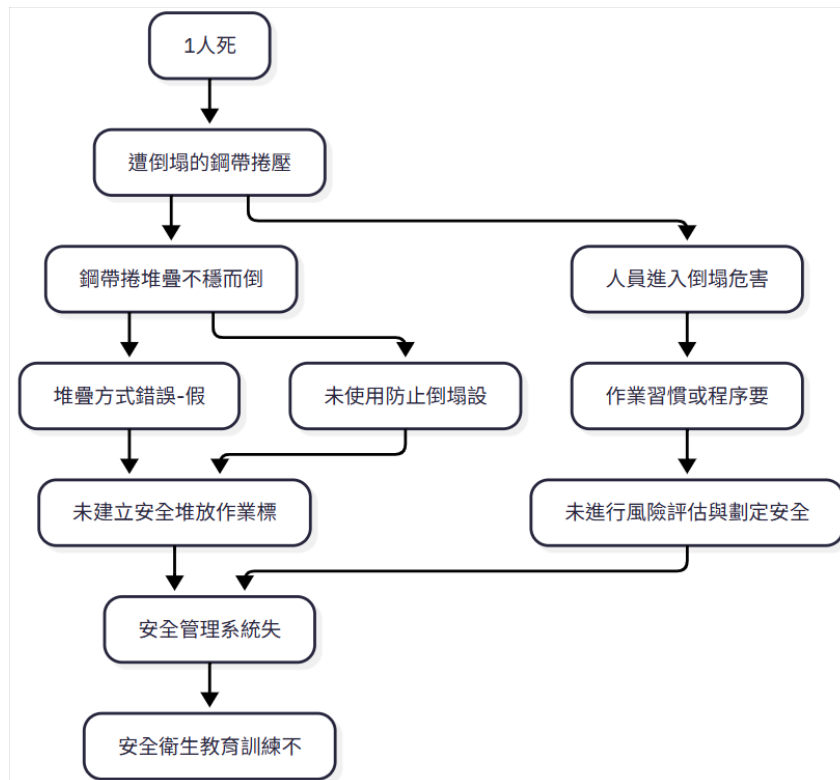 1人死
遭倒塌的鋼帶捲壓
鋼帶捲堆疊不穩而倒
人員進入倒塌危害
堆疊方式錯誤-假
未使用防止倒塌設
作業習慣或程序要
未建立安全堆放作業標
未進行風險評估與劃定安全
安全管理系統失
安全衛生教育訓練不